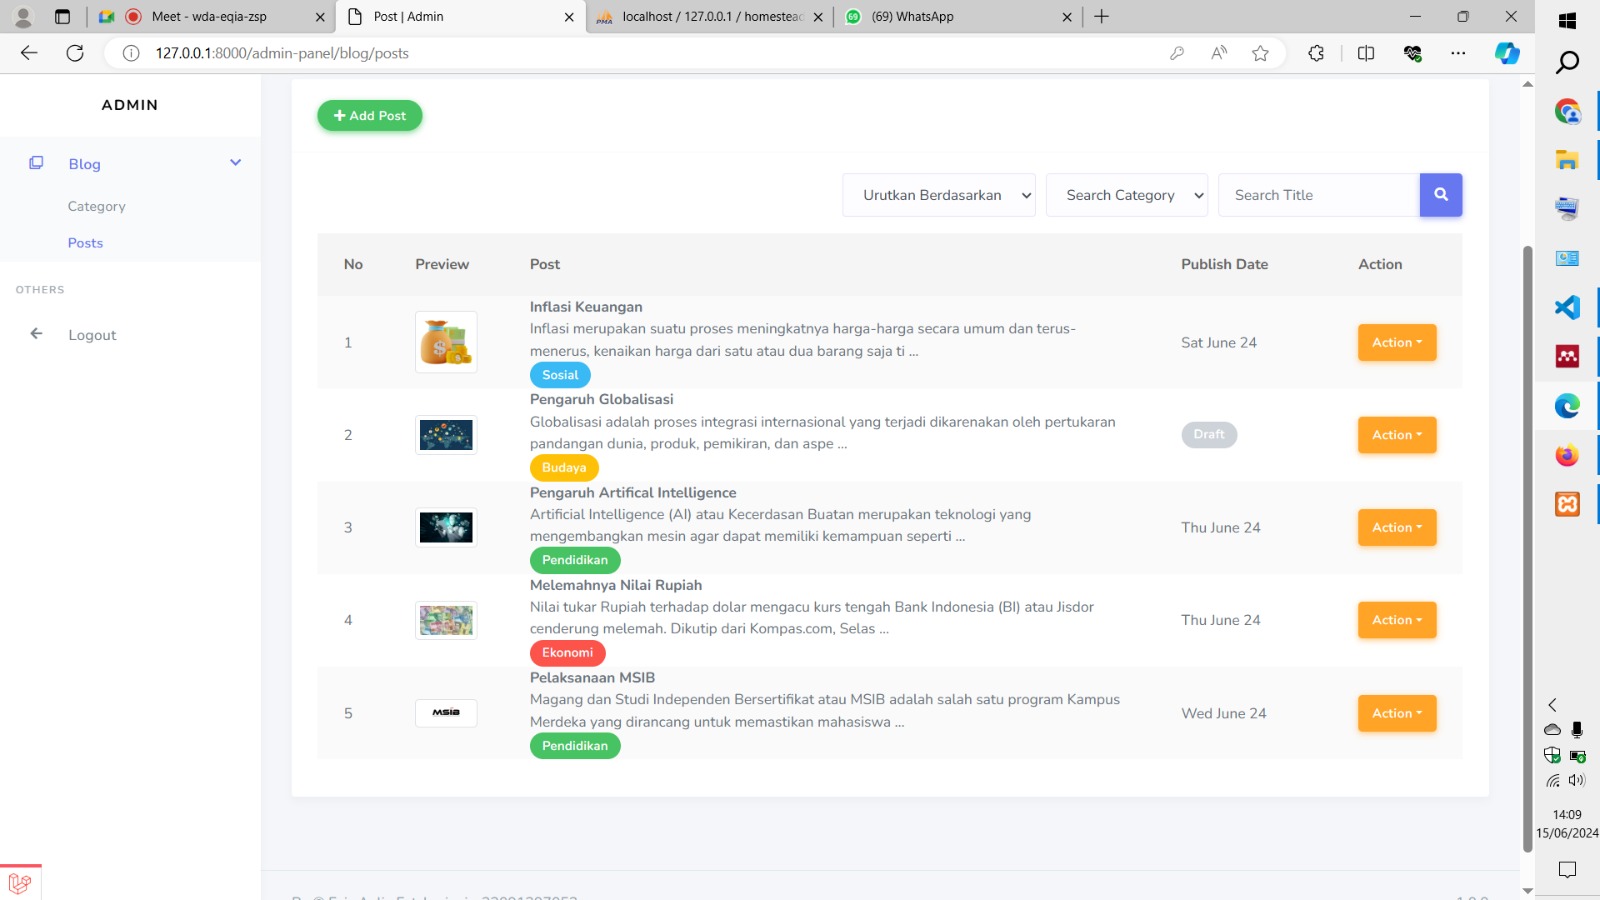 Meet - wda-eqia-zsp
Post | Admin
localhost / 127.0.0.1 / homestead
(69) WhatsApp
127.0.0.1:8000/admin-panel/blog/posts
ADMIN
Blog
Category
Posts
OTHERS
Logout
+ Add Post
Urutkan Berdasarkan
Search Category
Search Title
No Preview Post Publish Date Action
1
Inflasi Keuangan
Inflasi merupakan suatu proses meningkatnya harga-harga secara umum dan terus-
menerus, kenaikan harga dari satu atau dua barang saja ti ...
Sosial
Sat June 24
Action
2
Pengaruh Globalisasi
Globalisasi adalah proses integrasi internasional yang terjadi dikarenakan oleh pertukaran
pandangan dunia, produk, pemikiran, dan aspe ...
Budaya
Draft
Action
3
Pengaruh Artifical Intelligence
Artificial Intelligence (AI) atau Kecerdasan Buatan merupakan teknologi yang
mengembangkan mesin agar dapat memiliki kemampuan seperti ...
Pendidikan
Thu June 24
Action
4
Melemahnya Nilai Rupiah
Nilai tukar Rupiah terhadap dolar mengacu kurs tengah Bank Indonesia (BI) atau Jisdor
cenderung melemah. Dikutip dari Kompas.com, Selas ...
Ekonomi
Thu June 24
Action
5
MSIB
Pelaksanaan MSIB
Magang dan Studi Independen Bersertifikat atau MSIB adalah salah satu program Kampus
Merdeka yang dirancang untuk memastikan mahasiswa ...
Pendidikan
Wed June 24
Action
14:09
15/06/2024